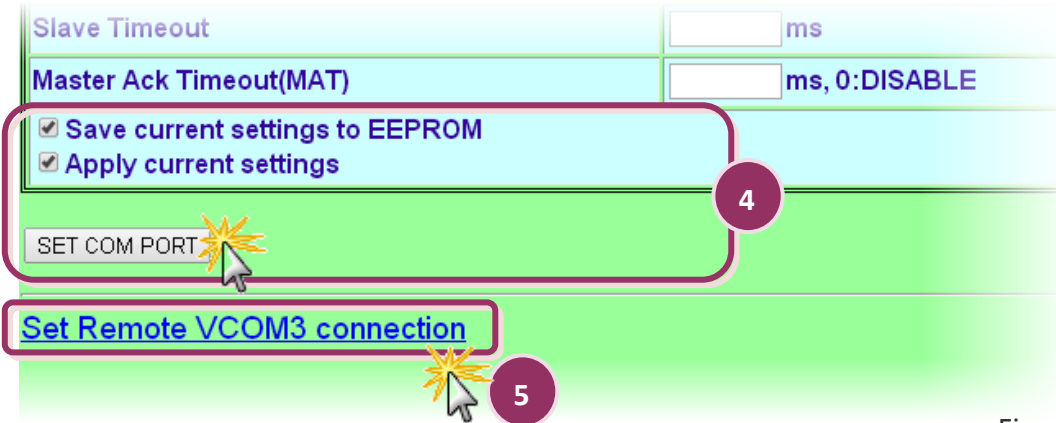 Slave Timeout ms
Master Ack Timeout(MAT) ms, 0:DISABLE
Save current settings to EEPROM
Apply current settings
4
SET COM PORT
Set Remote VCOM3 connection
5